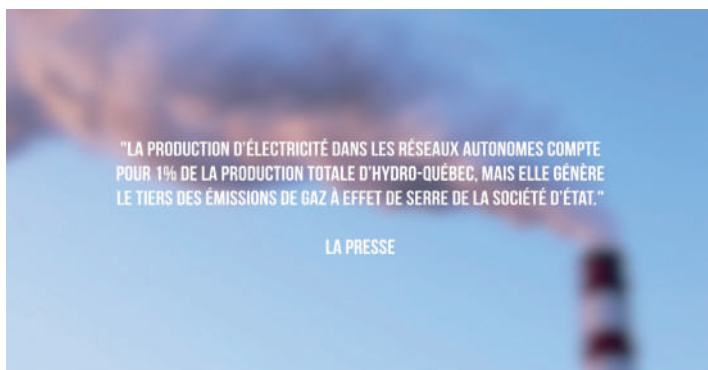 "LA PRODUCTION D'ÉLECTRICITÉ DANS LES RÉSEAUX AUTONOMES COMPTE
POUR 1% DE LA PRODUCTION TOTALE D'HYDRO-QUÉBEC, MAIS ELLE GÉNÈRE
LE TIERS DES ÉMISSIONS DE GAZ À EFFET DE SERRE DE LA SOCIÉTÉ D'ÉTAT."
LA PRESSE